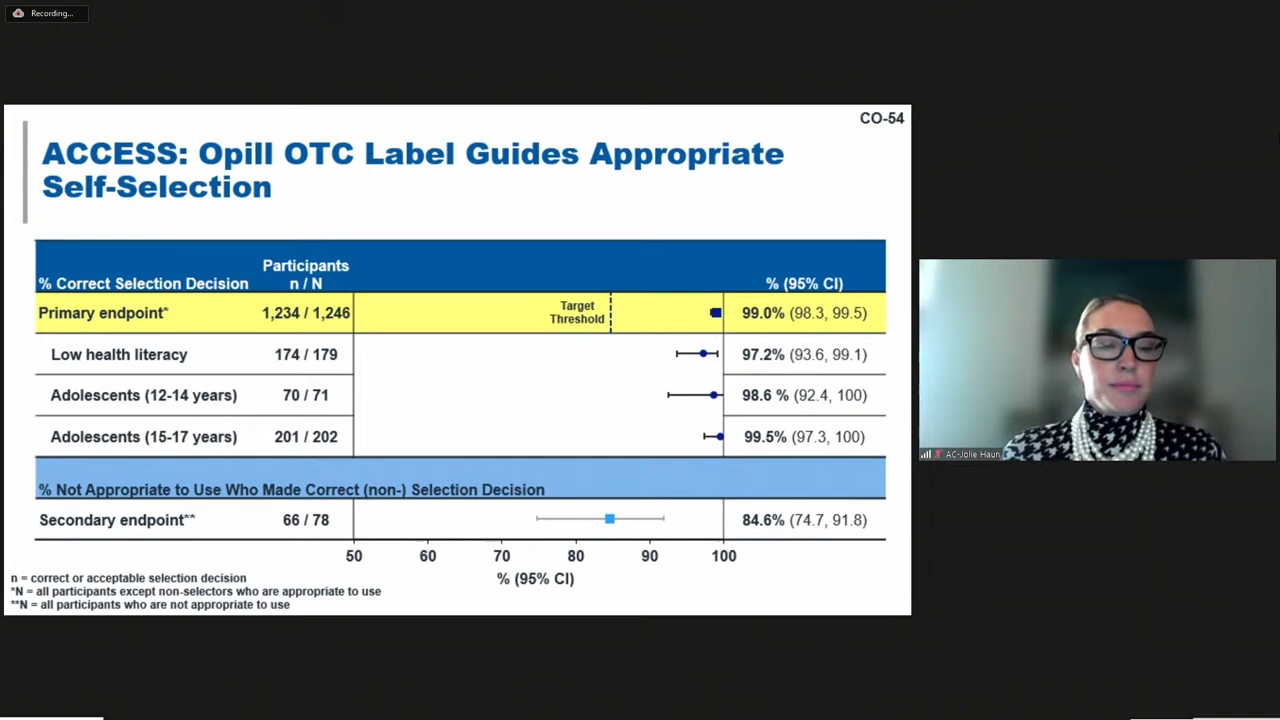 Recording...
CO-54
ACCESS: Opill OTC Label Guides Appropriate
Self-Selection
% Correct Selection Decision
Participants
n / N
% (95% CI)
Primary endpoint*
1,234 / 1,246
Target
Threshold
99.0% (98.3, 99.5)
Low health literacy
174 / 179
97.2% (93.6, 99.1)
Adolescents (12-14 years)
70 / 71
98.6 % (92.4, 100)
Adolescents (15-17 years)
201 / 202
99.5% (97.3, 100)
% Not Appropriate to Use Who Made Correct (non-) Selection Decision
Secondary endpoint**
66 / 78
84.6% (74.7, 91.8)
50 60 70 80 90 100
% (95% CI)
n = correct or acceptable selection decision
*N = all participants except non-selectors who are appropriate to use
**N = all participants who are not appropriate to use
AC-Jolie Haun